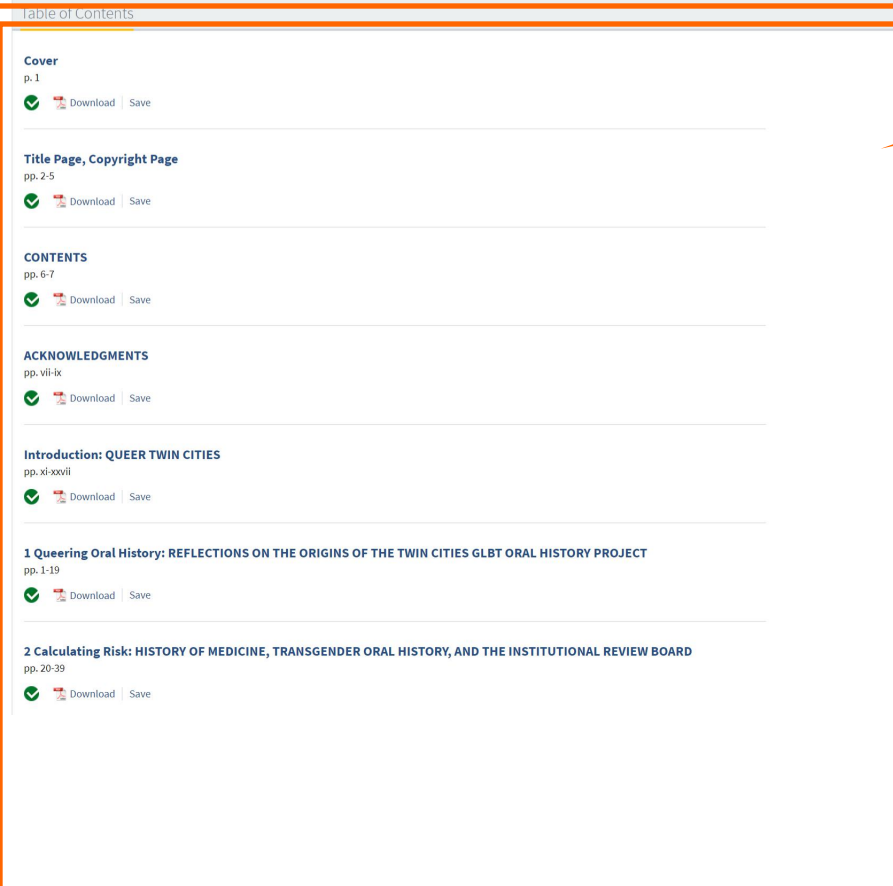 Table of Contents
Cover
p. 1
Download Save
Title Page, Copyright Page
pp. 2-5
Download Save
CONTENTS
pp. 6-7
Download Save
ACKNOWLEDGMENTS
pp. vii-ix
Download Save
Introduction: QUEER TWIN CITIES
pp. xi-xxvii
Download Save
1 Queering Oral History: REFLECTIONS ON THE ORIGINS OF THE TWIN CITIES GLBT ORAL HISTORY PROJECT
pp. 1-19
Download Save
2 Calculating Risk: HISTORY OF MEDICINE, TRANSGENDER ORAL HISTORY, AND THE INSTITUTIONAL REVIEW BOARD
pp. 20-39
Download Save